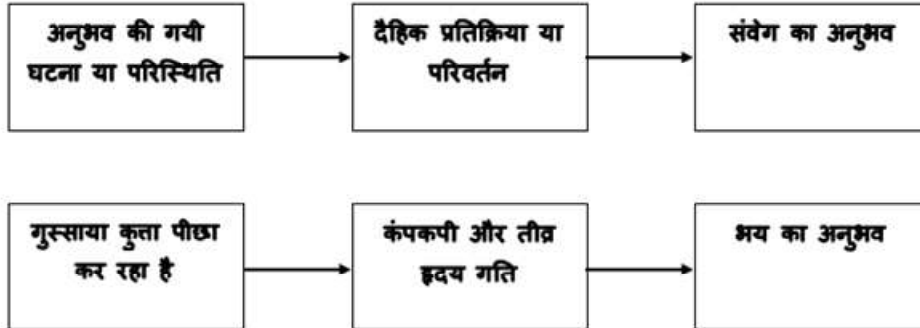 अनुभव की गयी
घटना या परिस्थिति
दैहिक प्रतिक्रिया या
परिवर्तन
संवेग का अनुभव
गुस्साया कुत्ता पीछा
कर रहा है
कंपकपी और तीव्र
हृदय गति
भय का अनुभव